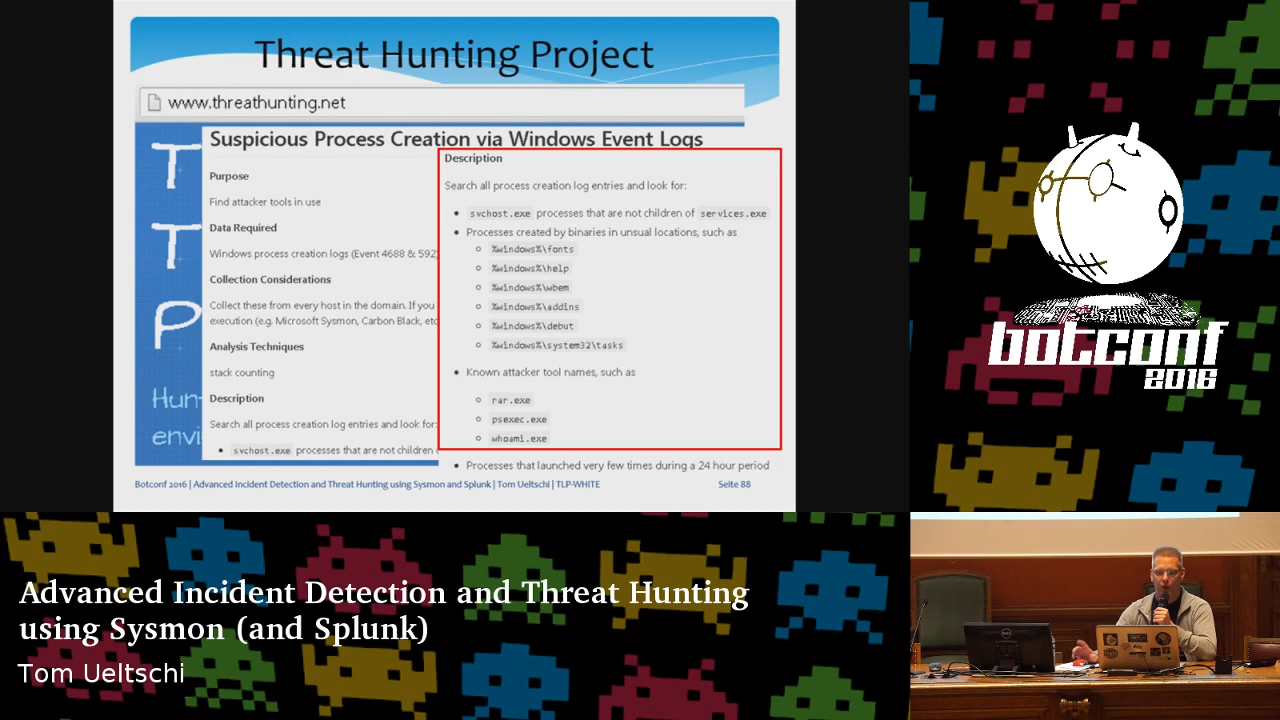 Threat Hunting Project
www.threathunting.net
T
T
P
Hun
envi
Suspicious Process Creation via Windows Event Logs
Purpose
Find attacker tools in use
Data Required
Windows process creation logs (Event 4688 & 592)
Collection Considerations
Collect these from every host in the domain. If you
execution (e.g. Microsoft Sysmon, Carbon Black, etc
Analysis Techniques
stack counting
Description
Search all process creation log entries and look for:
• svchost.exe processes that are not children
Description
Search all process creation log entries and look for:
• svchost.exe processes that are not children of services.exe
• Processes created by binaries in unsual locations, such as
%windows%\fonts
%windows%\help
%windows%\wbem
%windows%\addins
%windows%\debut
%windows%\system32\tasks
• Known attacker tool names, such as
rar.exe
psexec.exe
whoami.exe
• Processes that launched very few times during a 24 hour period
Botconf 2016 | Advanced Incident Detection and Threat Hunting using Sysmon and Splunk | Tom Ueltschi | TLP-WHITE
Seite 88
botconf
2016
Advanced Incident Detection and Threat Hunting
using Sysmon (and Splunk)
Tom Ueltschi